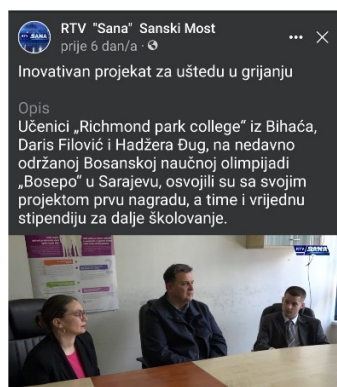 RTV "Sana" Sanski Most
prije 6 dan/a ·
Inovativan projekat za uštedu u grijanju
Opis
Učenici „Richmond park college“ iz Bihaća,
Daris Filović i Hadžera Đug, na nedavno
održanoj Bosanskoj naučnoj olimpijadi
„Bosepo“ u Sarajevu, osvojili su sa svojim
projektom prvu nagradu, a time i vrijednu
stipendiju za dalje školovanje.
RTV SANA